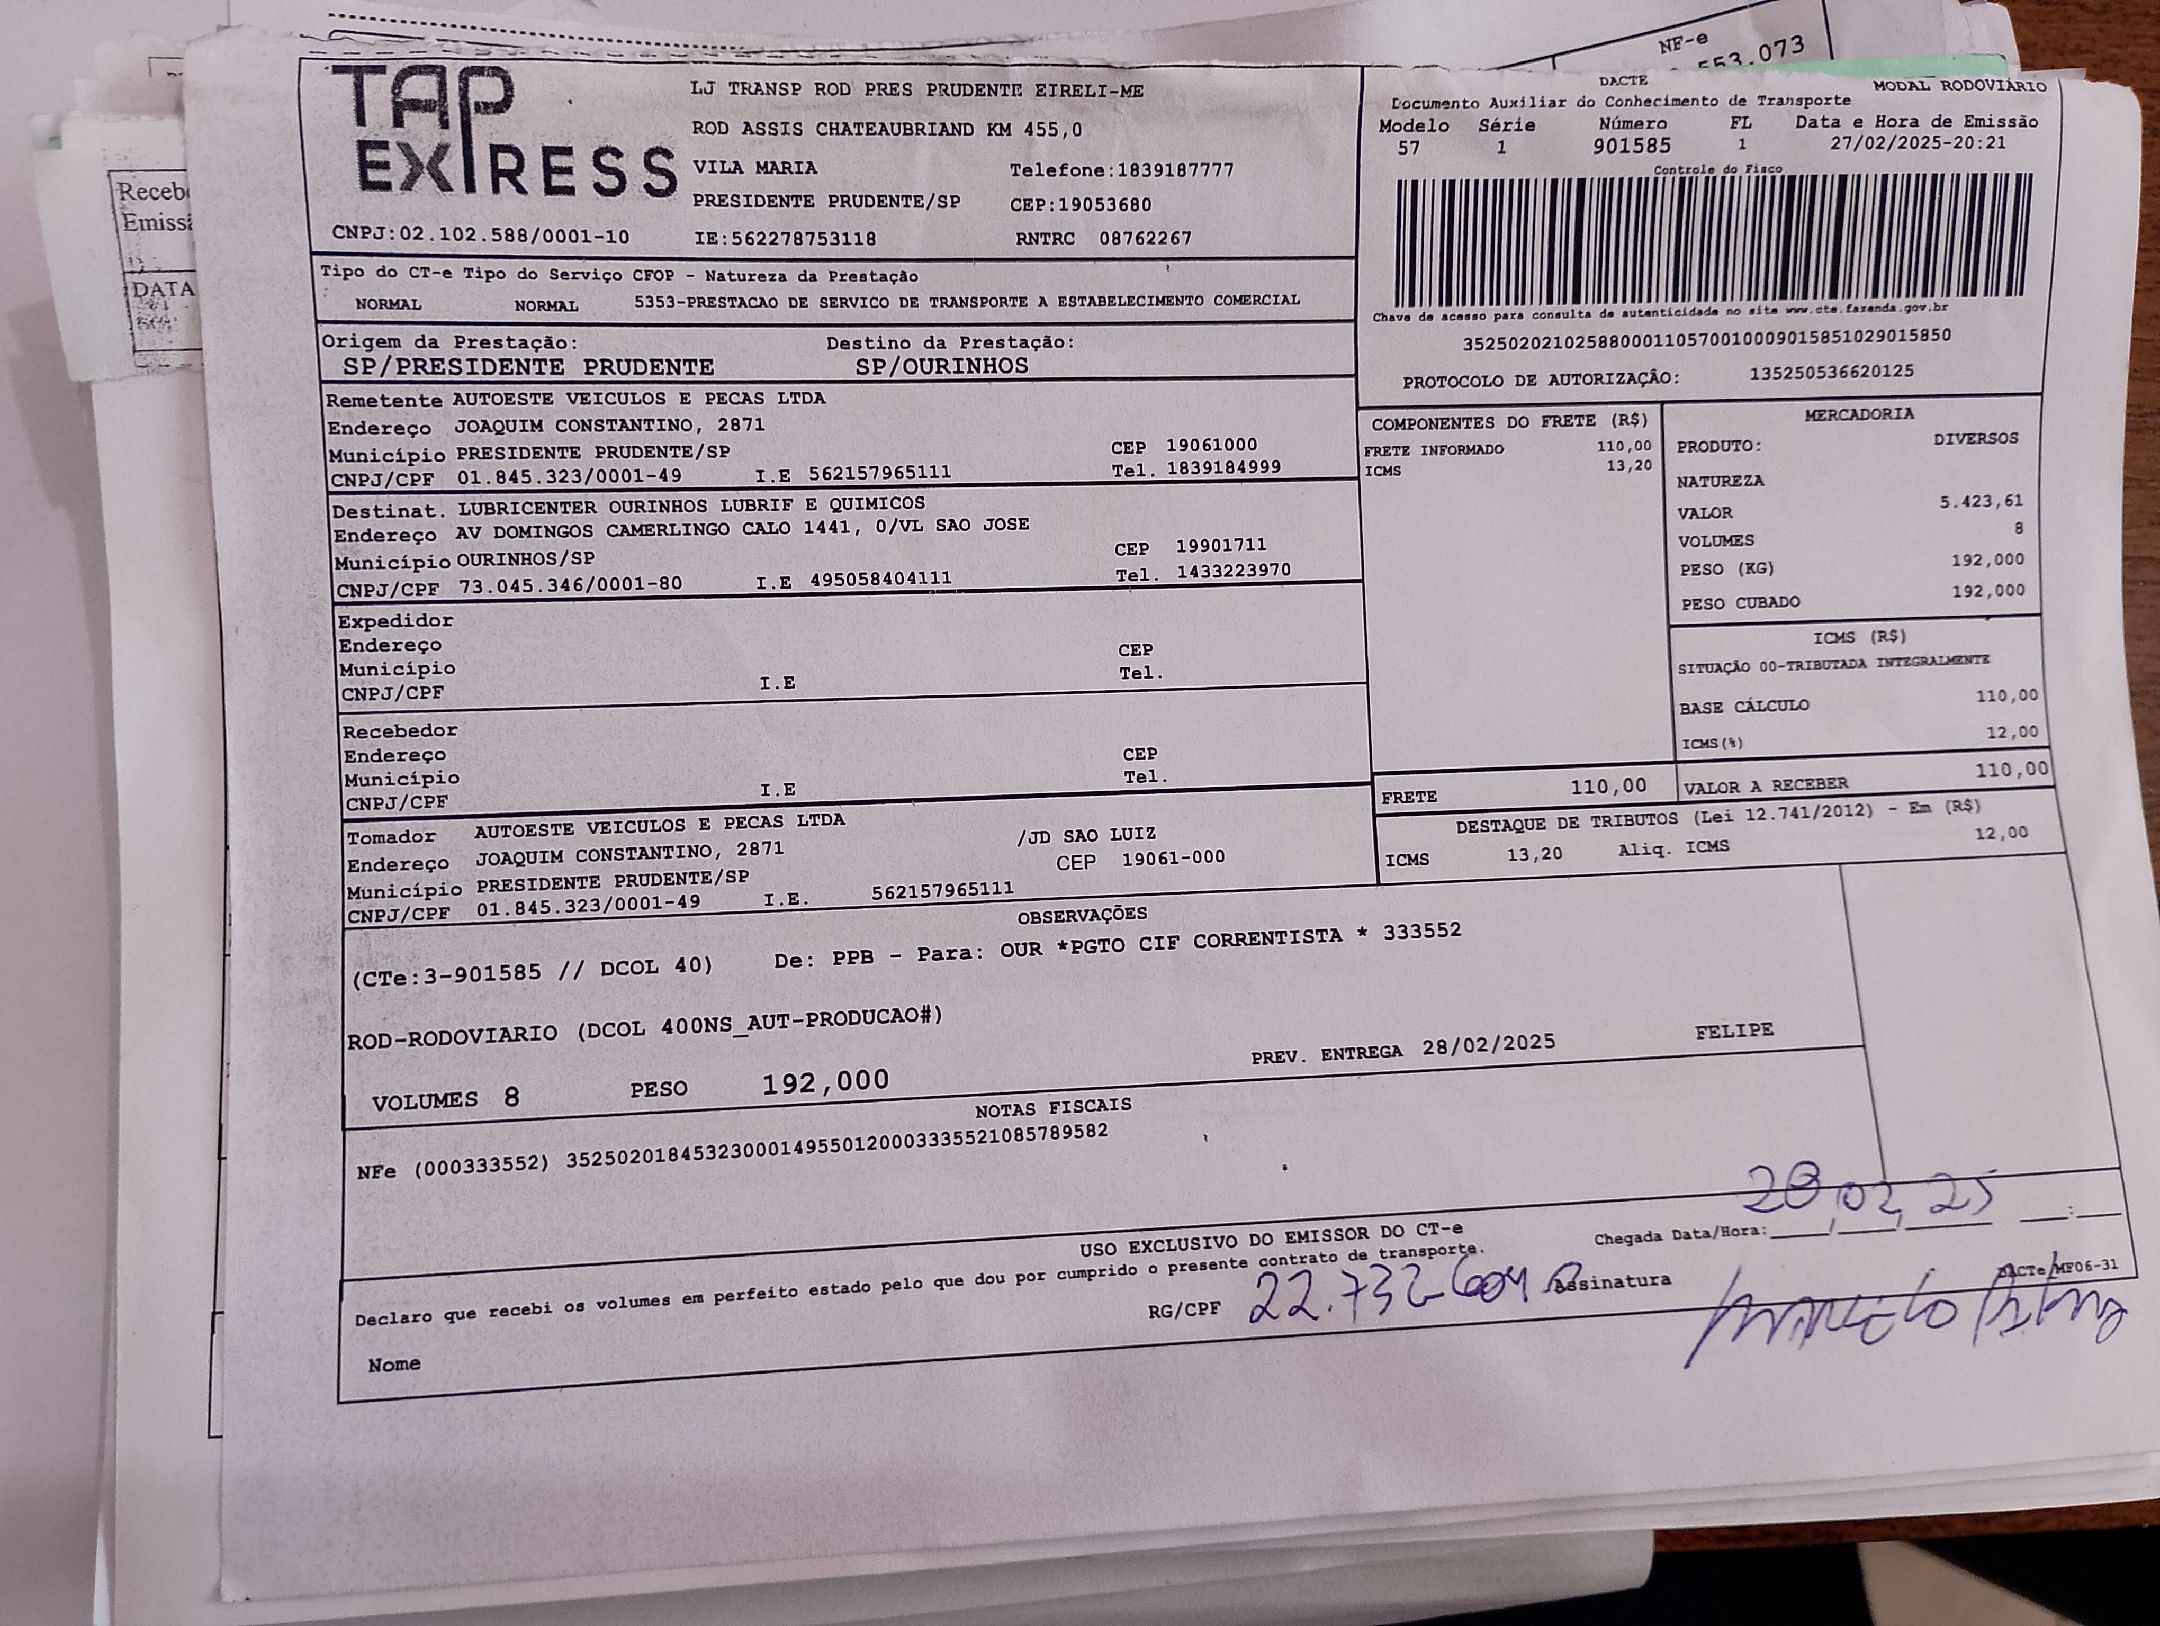 NF-e
553.073
Receb
Emissã
DATA
TAP
EXPRESS
LJ TRANSP ROD PRES PRUDENTE EIRELI-ME
ROD ASSIS CHATEAUBRIAND KM 455,0
VILA MARIA Telefone:1839187777
PRESIDENTE PRUDENTE/SP CEP:19053680
CNPJ:02.102.588/0001-10 IE:562278753118 RNTRC 08762267
DACTE MODAL RODOVIÁRIO
Documento Auxiliar do Conhecimento de Transporte
Modelo Série Número FL Data e Hora de Emissão
57 1 901585 1 27/02/2025-20:21
Controle do Fisco
Chave de acesso para consulta de autenticidade no site www.cte.fazenda.gov.br
35250202102588000110570010009015851029015850
PROTOCOLO DE AUTORIZAÇÂO: 135250536620125
Tipo do CT-e Tipo do Serviço CFOP - Natureza da Prestação
NORMAL NORMAL 5353-PRESTACAO DE SERVICO DE TRANSPORTE A ESTABELECIMENTO COMERCIAL
Origem da Prestação: Destino da Prestação:
SP/PRESIDENTE PRUDENTE SP/OURINHOS
Remetente AUTOESTE VEICULOS E PECAS LTDA
Endereço JOAQUIM CONSTANTINO, 2871
Município PRESIDENTE PRUDENTE/SP CEP 19061000
CNPJ/CPF 01.845.323/0001-49 I.E 562157965111 Tel. 1839184999
Destinat. LUBRICENTER OURINHOS LUBRIF E QUIMICOS
Endereço AV DOMINGOS CAMERLINGO CALO 1441, 0/VL SAO JOSE
Município OURINHOS/SP CEP 19901711
CNPJ/CPF 73.045.346/0001-80 I.E 495058404111 Tel. 1433223970
Expedidor
Endereço CEP
Município Tel.
CNPJ/CPF I.E
Recebedor
Endereço CEP
Município Tel.
CNPJ/CPF I.E
Tomador AUTOESTE VEICULOS E PECAS LTDA
Endereço JOAQUIM CONSTANTINO, 2871 /JD SAO LUIZ
Município PRESIDENTE PRUDENTE/SP CEP 19061-000
CNPJ/CPF 01.845.323/0001-49 I.E. 562157965111
COMPONENTES DO FRETE (R$)
FRETE INFORMADO 110,00
ICMS 13,20
MERCADORIA
PRODUTO: DIVERSOS
NATUREZA
VALOR 5.423,61
VOLUMES 8
PESO (KG) 192,000
PESO CUBADO 192,000
ICMS (R$)
SITUAÇÃO 00-TRIBUTADA INTEGRALMENTE
BASE CÁLCULO 110,00
ICMS(%) 12,00
FRETE 110,00 VALOR A RECEBER 110,00
DESTAQUE DE TRIBUTOS (Lei 12.741/2012) - Em (R$)
ICMS 13,20 Aliq. ICMS 12,00
OBSERVAÇÕES
(CTe:3-901585 // DCOL 40) De: PPB - Para: OUR *PGTO CIF CORRENTISTA * 333552
ROD-RODOVIARIO (DCOL 400NS_AUT-PRODUCAO#)
PREV. ENTREGA 28/02/2025 FELIPE
VOLUMES 8 PESO 192,000
NOTAS FISCAIS
NFe (000333552) 35250201845323000149550120003335521085789582
28 02 25
USO EXCLUSIVO DO EMISSOR DO CT-e Chegada Data/Hora:____/____/______ ___:___
Declaro que recebi os volumes em perfeito estado pelo que dou por cumprido o presente contrato de transporte.
DACTe/MF06-31
Nome RG/CPF 22.732604 Assinatura